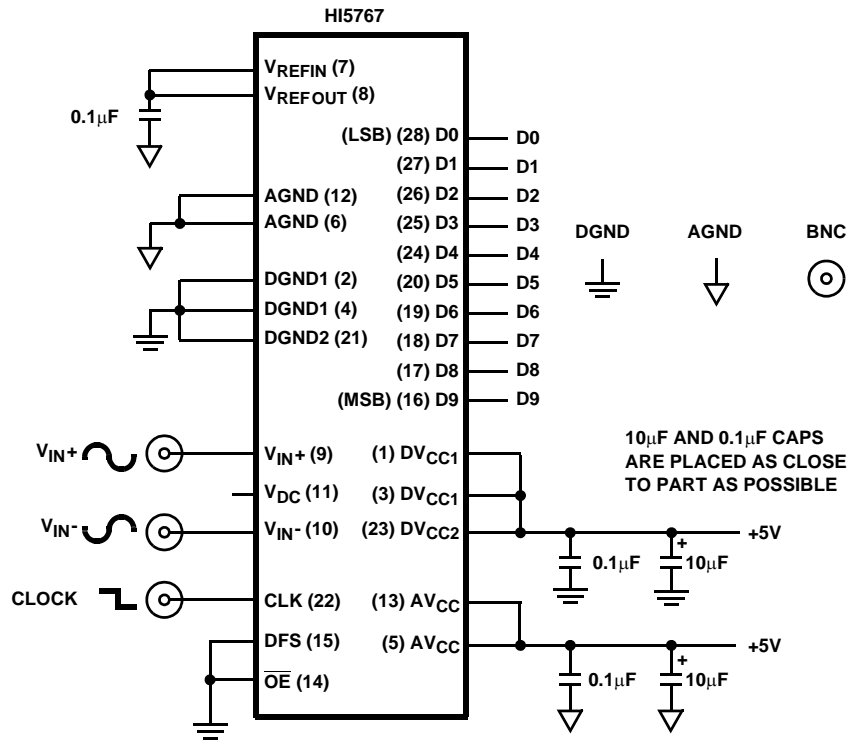 HI5767
VREFIN (7)
VREFOUT (8)
0.1μF
(LSB) (28) D0 D0
(27) D1 D1
AGND (12) (26) D2 D2
AGND (6) (25) D3 D3
(24) D4 D4
DGND1 (2) (20) D5 D5
DGND1 (4) (19) D6 D6
DGND2 (21) (18) D7 D7
(17) D8 D8
(MSB) (16) D9 D9
DGND AGND BNC
10μF AND 0.1μF CAPS
ARE PLACED AS CLOSE
TO PART AS POSSIBLE
VIN+ VIN+ (9) (1) DVCC1
VDC (11) (3) DVCC1
VIN- VIN- (10) (23) DVCC2 +5V
+
0.1μF 10μF
CLOCK CLK (22) (13) AVCC
DFS (15) (5) AVCC +5V
+
OE (14) 0.1μF 10μF